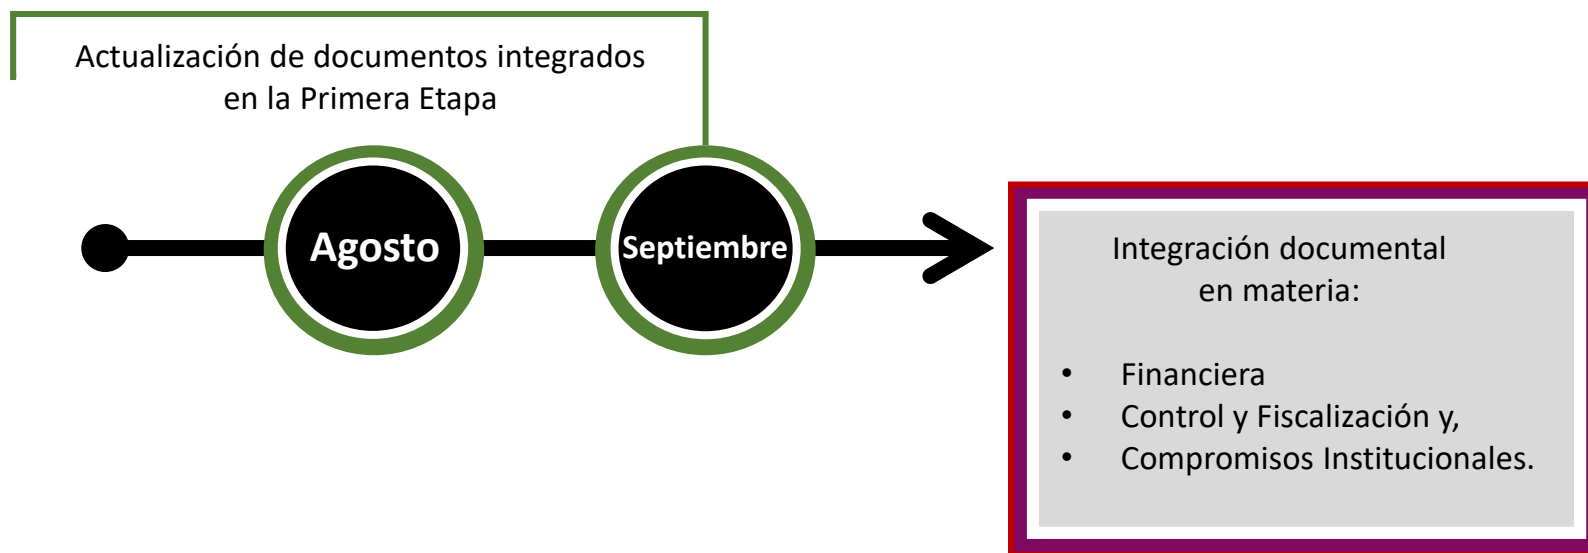 Actualización de documentos integrados
en la Primera Etapa
Agosto
Septiembre
Integración documental
en materia:
• Financiera
• Control y Fiscalización y,
• Compromisos Institucionales.